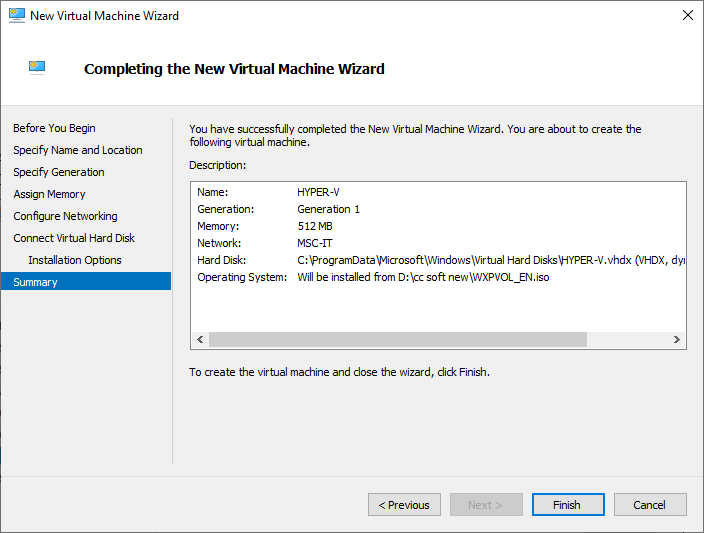 New Virtual Machine Wizard
Completing the New Virtual Machine Wizard
Before You Begin
Specify Name and Location
Specify Generation
Assign Memory
Configure Networking
Connect Virtual Hard Disk
Installation Options
Summary
You have successfully completed the New Virtual Machine Wizard. You are about to create the
following virtual machine.
Description:
Name: HYPER-V
Generation: Generation 1
Memory: 512 MB
Network: MSC-IT
Hard Disk: C:\ProgramData\Microsoft\Windows\Virtual Hard Disks\HYPER-V.vhdx (VHDX, dyn
Operating System: Will be installed from D:\cc soft new\WXPVOL_EN.iso
To create the virtual machine and close the wizard, click Finish.
< Previous Next > Finish Cancel